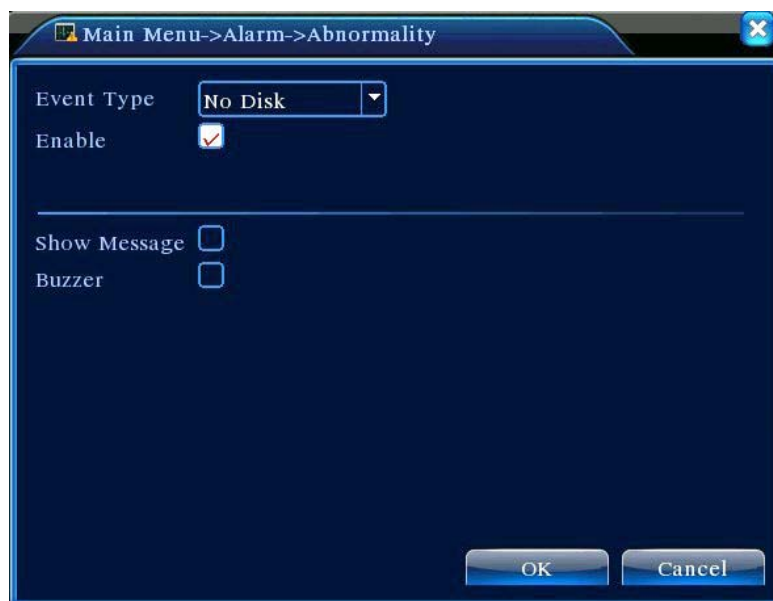 Main Menu->Alarm->Abnormality
Event Type No Disk
Enable
Show Message
Buzzer
OK Cancel